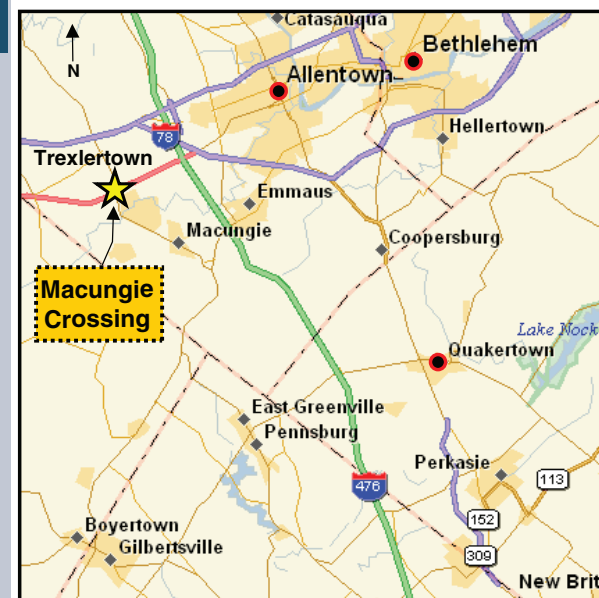 Catasauqua
N
Bethlehem
Allentown
Hellertown
78
Trexlertown
Emmaus
Macungie
Coopersburg
Macungie
Crossing
Lake Nock
Quakertown
East Greenville
Pennsburg
Perkasie
476
113
Boyertown
152
Gilbertsville
309
New Brit